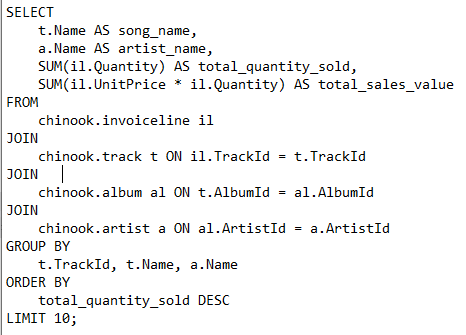 SELECT
    t.Name AS song_name,
    a.Name AS artist_name,
    SUM(il.Quantity) AS total_quantity_sold,
    SUM(il.UnitPrice * il.Quantity) AS total_sales_value
FROM
    chinook.invoiceline il
JOIN
    chinook.track t ON il.TrackId = t.TrackId
JOIN
    chinook.album al ON t.AlbumId = al.AlbumId
JOIN
    chinook.artist a ON al.ArtistId = a.ArtistId
GROUP BY
    t.TrackId, t.Name, a.Name
ORDER BY
    total_quantity_sold DESC
LIMIT 10;